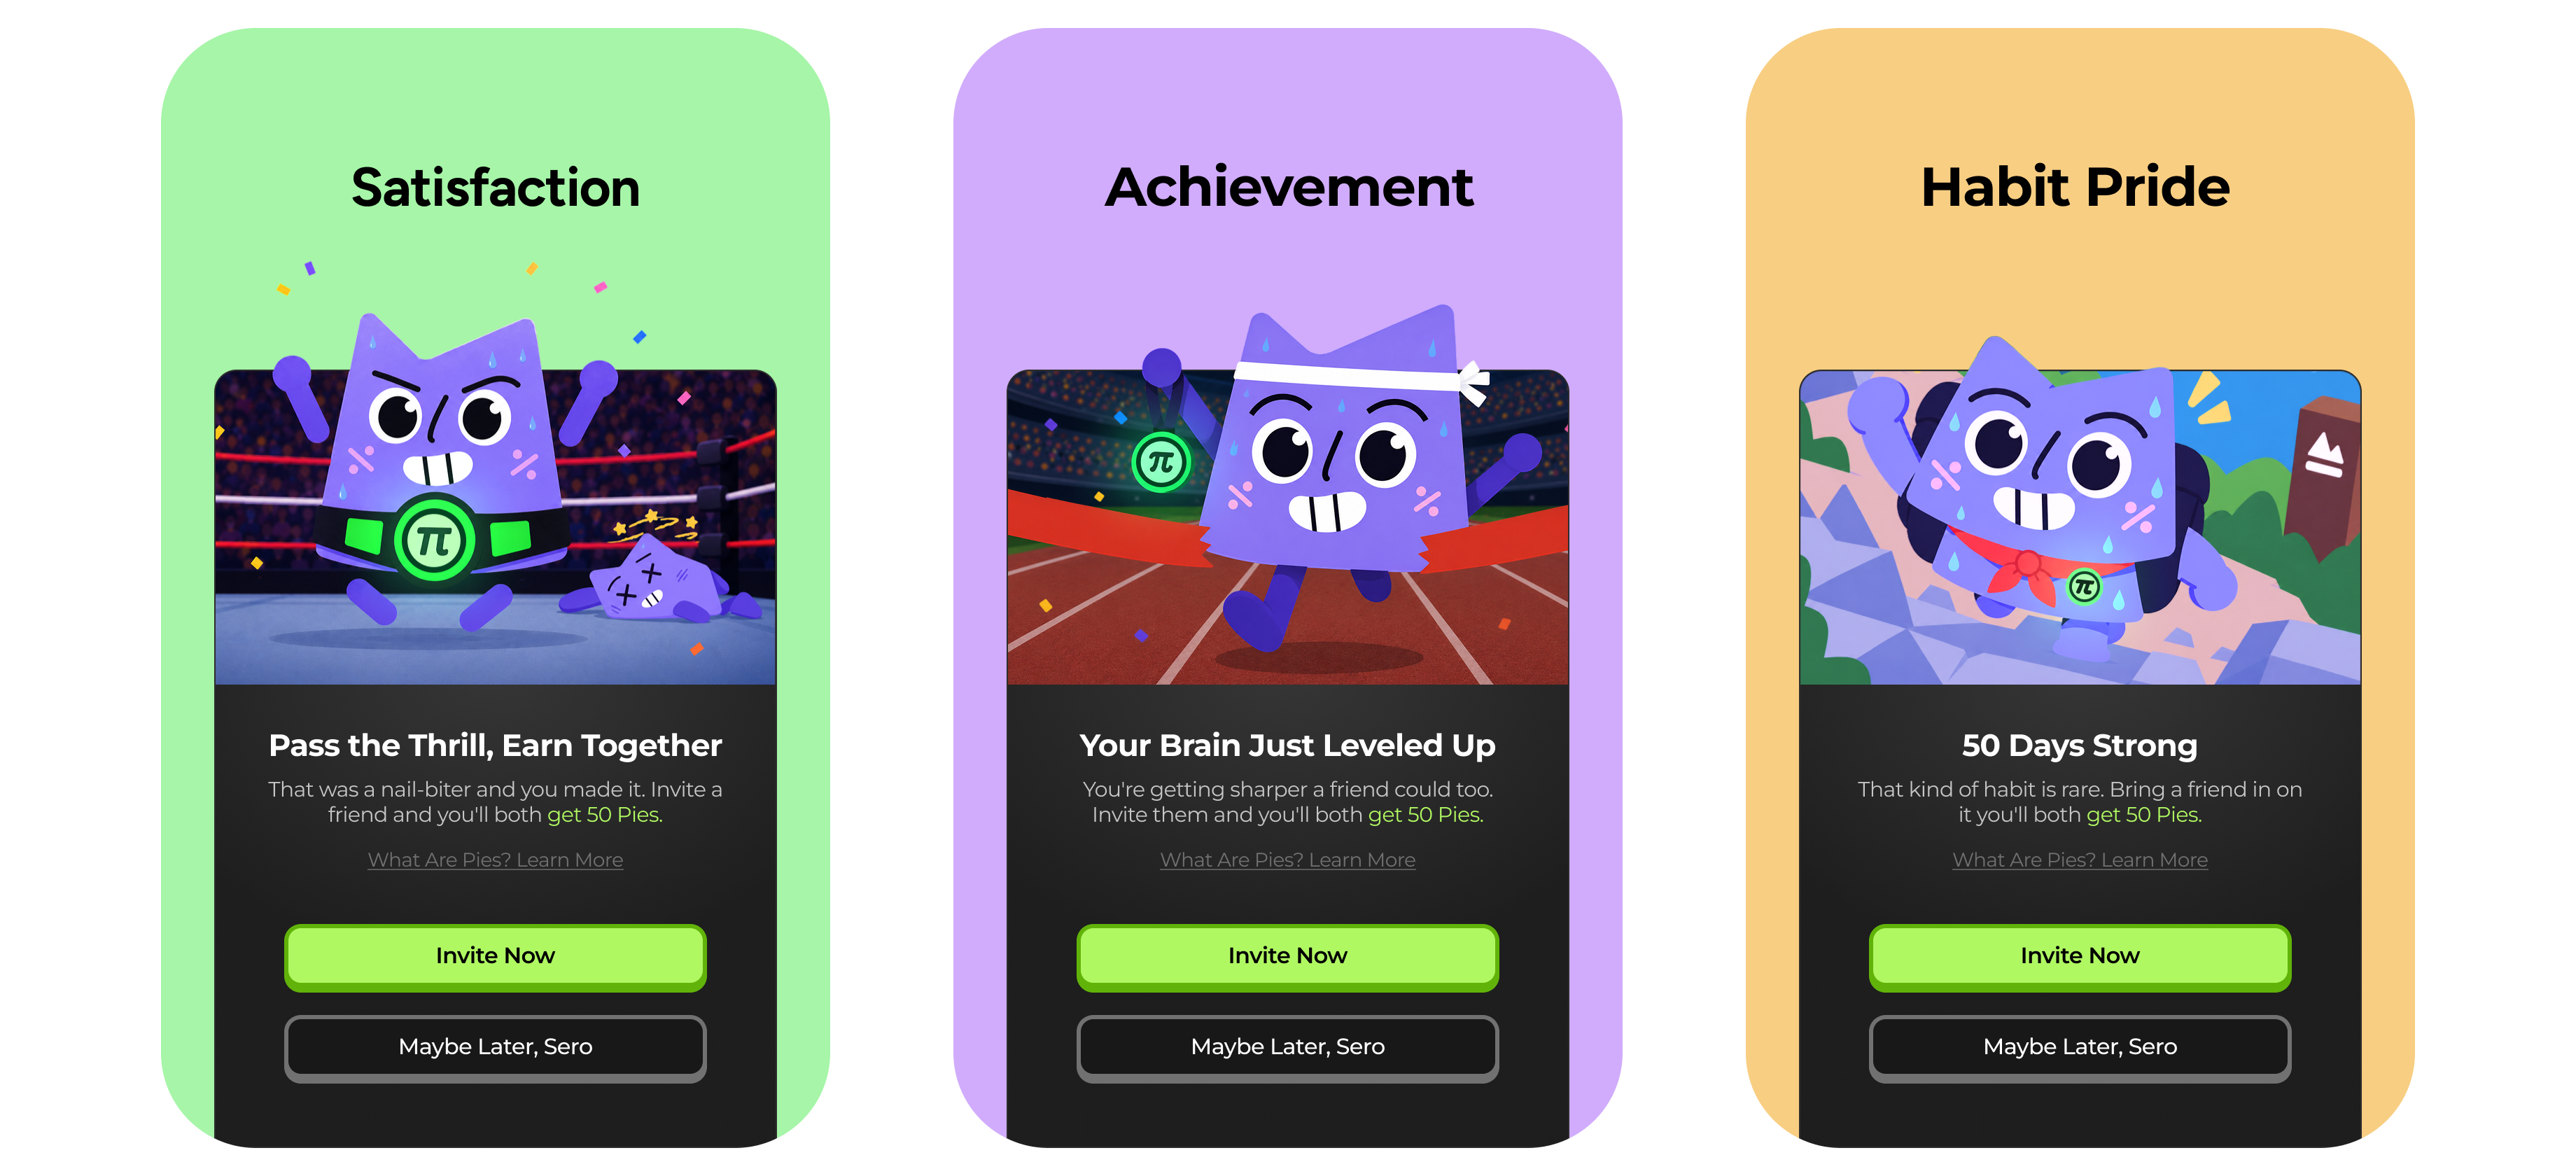 Satisfaction
π
Pass the Thrill, Earn Together
That was a nail-biter and you made it. Invite a
friend and you'll both get 50 Pies.
What Are Pies? Learn More
Invite Now
Maybe Later, Sero
Achievement
π
Your Brain Just Leveled Up
You're getting sharper a friend could too.
Invite them and you'll both get 50 Pies.
What Are Pies? Learn More
Invite Now
Maybe Later, Sero
Habit Pride
π
50 Days Strong
That kind of habit is rare. Bring a friend in on
it you'll both get 50 Pies.
What Are Pies? Learn More
Invite Now
Maybe Later, Sero